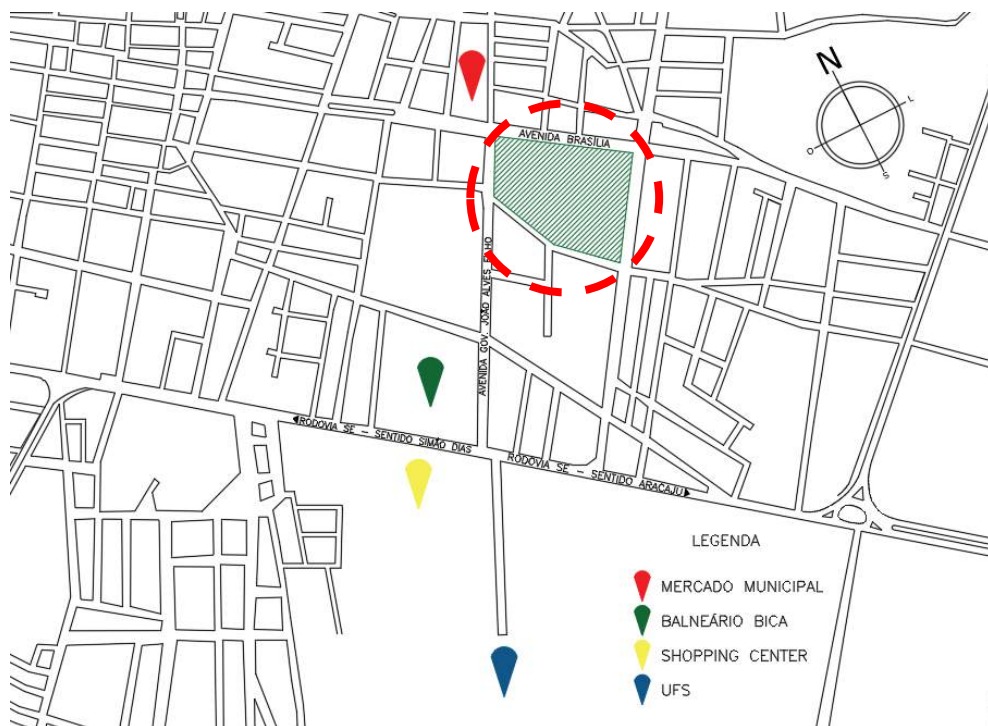 N
L
O
S
AVENIDA BRASÍLIA
AVENIDA GOV. JOÃO ALVES FILHO
RODOVIA SE - SENTIDO SIMÃO DIAS
RODOVIA SE - SENTIDO ARACAJU
LEGENDA
MERCADO MUNICIPAL
BALNEÁRIO BICA
SHOPPING CENTER
UFS